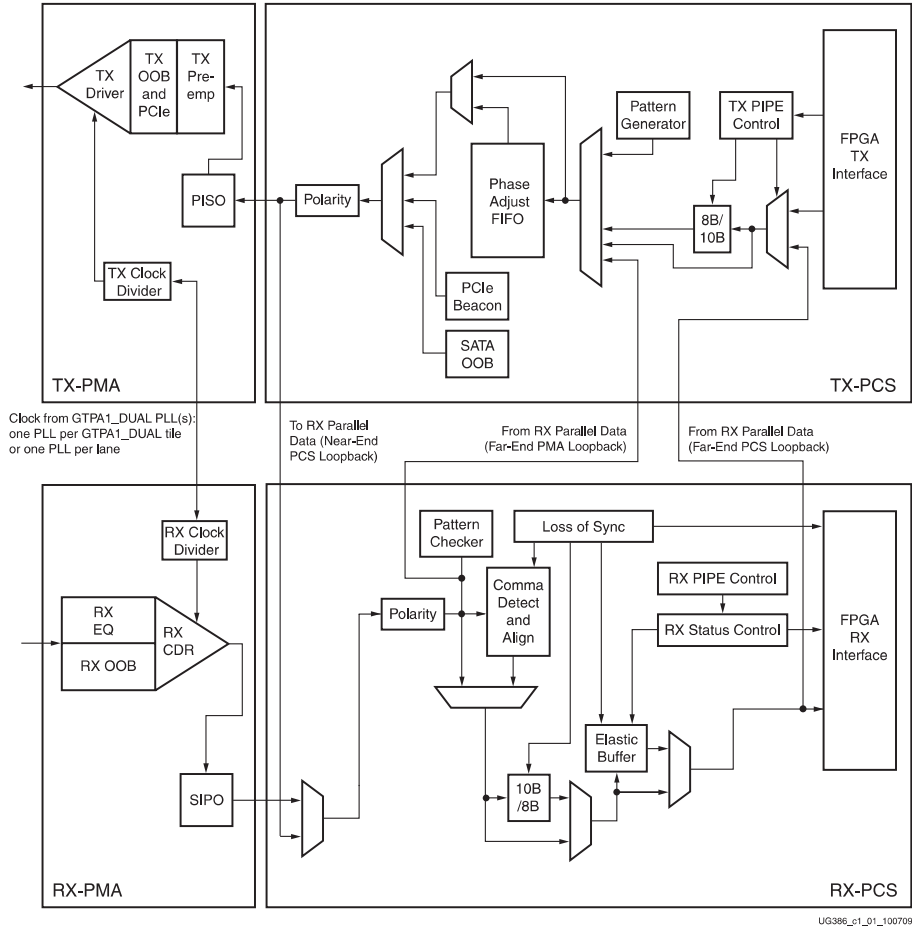 TX
Driver
TX
OOB
and
PCIe
TX
Pre-
emp
PISO
TX Clock
Divider
TX-PMA
Polarity
Phase
Adjust
FIFO
PCIe
Beacon
SATA
OOB
Pattern
Generator
TX PIPE
Control
8B/
10B
FPGA
TX
Interface
TX-PCS
Clock from GTPA1_DUAL PLL(s):
one PLL per GTPA1_DUAL tile
or one PLL per lane
To RX Parallel
Data (Near-End
PCS Loopback)
From RX Parallel Data
(Far-End PMA Loopback)
From RX Parallel Data
(Far-End PCS Loopback)
RX Clock
Divider
RX
EQ
RX OOB
RX
CDR
SIPO
RX-PMA
Pattern
Checker
Polarity
Loss of Sync
Comma
Detect
and
Align
RX PIPE Control
RX Status Control
Elastic
Buffer
10B
/8B
FPGA
RX
Interface
RX-PCS
UG386_c1_01_100709